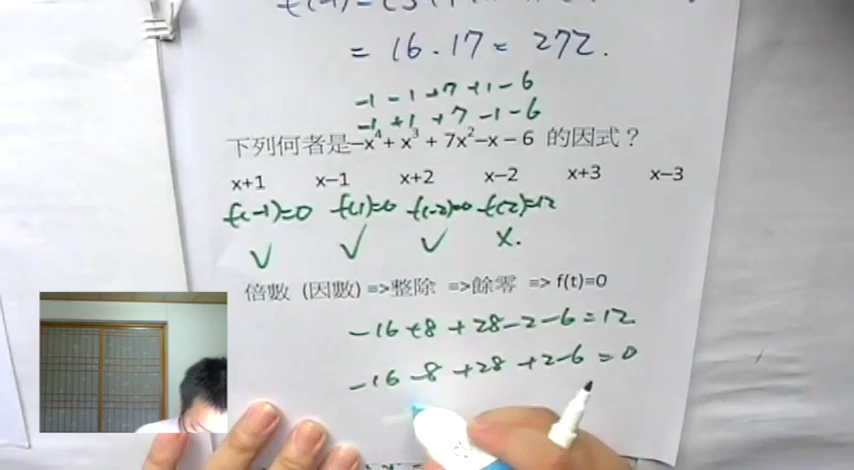 = 16 . 17 = 272.
-1 - 1 + 7 + 1 - 6
-1 + 1 + 7 - 1 - 6
下列何者是-x⁴+ x³ + 7x²-x-6 的因式？
x+1 x-1 x+2 x-2 x+3 x-3
f(-1)=0 f(1)=0 f(-2)=0 f(2)=12
✓ ✓ ✓ ×.
倍數 (因數) =>整除 =>餘零 => f(t)=0
-16 +8 + 28 - 2 - 6 = 12
-16 - 8 + 28 + 2 - 6 = 0